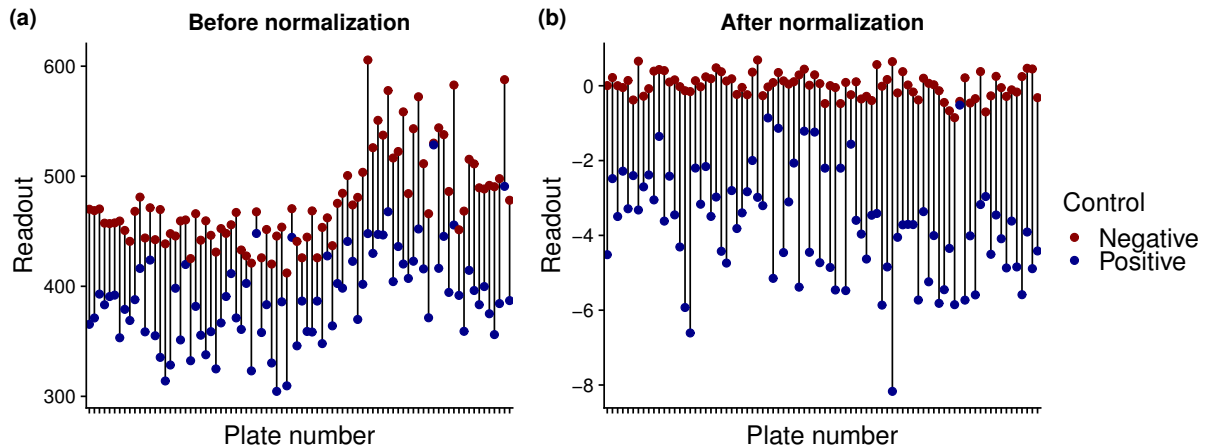 (a)
Before normalization
600
500
400
300
Readout
Plate number
(b)
After normalization
0
−2
−4
−6
−8
Readout
Plate number
Control
Negative
Positive